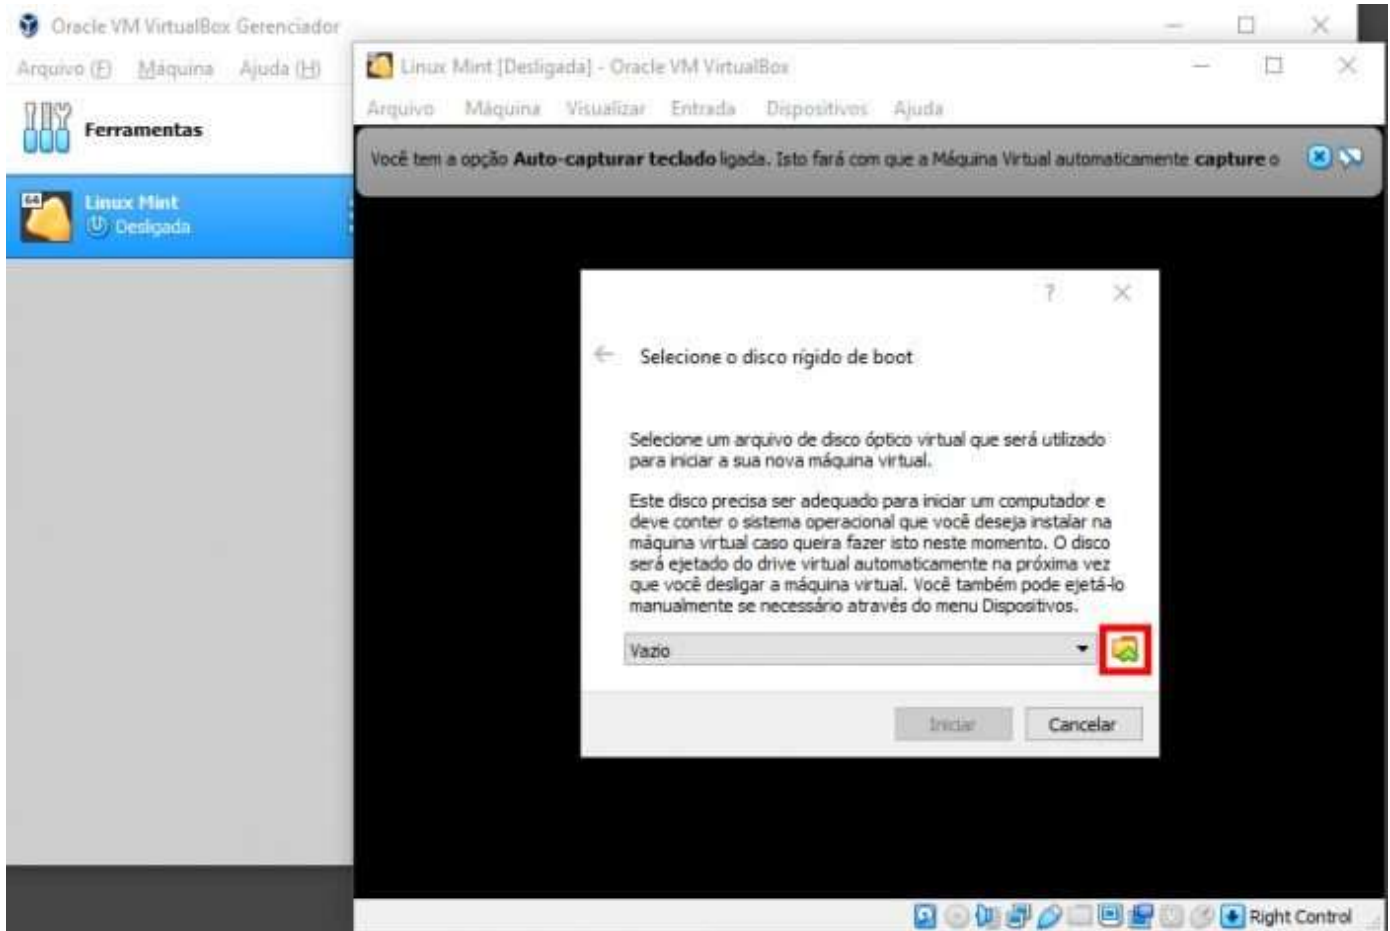 Oracle VM VirtualBox Gerenciador
Arquivo (F) Máquina Ajuda (H)
Ferramentas
64
Linux Mint
Desligada
Linux Mint [Desligada] - Oracle VM VirtualBox
Arquivo Máquina Visualizar Entrada Dispositivos Ajuda
Você tem a opção Auto-capturar teclado ligada. Isto fará com que a Máquina Virtual automaticamente capture o
?
Selecione o disco rígido de boot
Selecione um arquivo de disco óptico virtual que será utilizado
para iniciar a sua nova máquina virtual.
Este disco precisa ser adequado para iniciar um computador e
deve conter o sistema operacional que você deseja instalar na
máquina virtual caso queira fazer isto neste momento. O disco
será ejetado do drive virtual automaticamente na próxima vez
que você desligar a máquina virtual. Você também pode ejetá-lo
manualmente se necessário através do menu Dispositivos.
Vazio
Iniciar Cancelar
Right Control